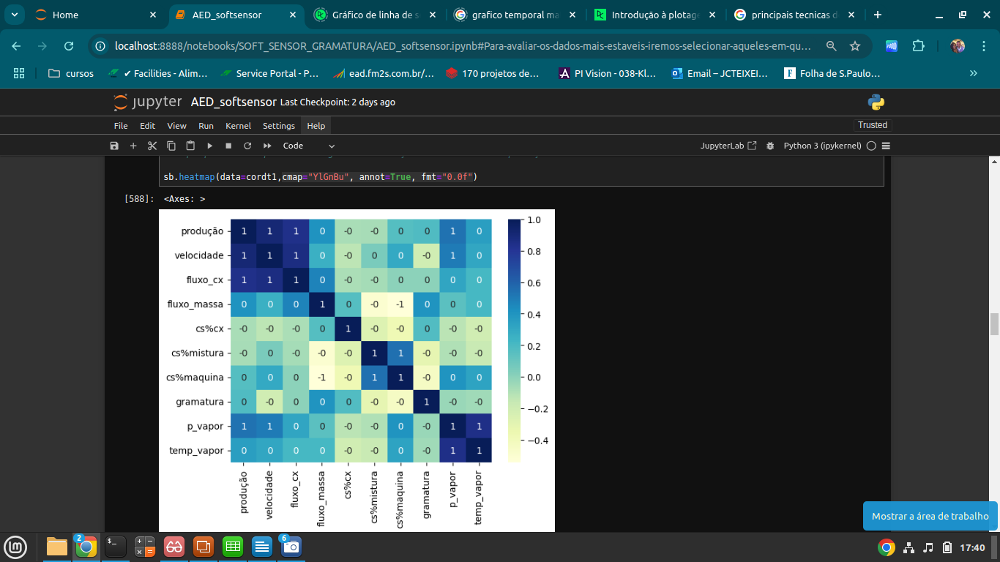 Home
AED_softsensor
Gráfico de linha de s
grafico temporal ma
Introdução à plotage
principais tecnicas d
localhost:8888/notebooks/SOFT_SENSOR_GRAMATURA/AED_softsensor.ipynb#Para-avaliar-os-dados-mais-estaveis-iremos-selecionar-aqueles-em-qu...
cursos
✔ Facilities - Alim...
Service Portal - P...
ead.fm2s.com.br/...
170 projetos de...
PI Vision - 038-Kl...
Email – JCTEIXEI...
Folha de S.Paulo...
»
jupyter AED_softsensor Last Checkpoint: 2 days ago
File Edit View Run Kernel Settings Help
Trusted
Code
JupyterLab
Python 3 (ipykernel)
sb.heatmap(data=cordt1,cmap="YlGnBu", annot=True, fmt="0.0f")
[588]: <Axes: >
produção 1 1 1 0 -0 -0 0 0 1 0
velocidade 1 1 1 0 -0 0 0 -0 1 0
fluxo_cx 1 1 1 0 -0 -0 0 0 0 0
fluxo_massa 0 0 0 1 0 -0 -1 0 0 0
cs%cx -0 -0 -0 0 1 -0 -0 0 -0 -0
cs%mistura -0 0 -0 -0 -0 1 1 -0 -0 -0
cs%maquina 0 0 0 -1 -0 1 1 -0 0 0
gramatura 0 -0 0 0 0 -0 -0 1 -0 -0
p_vapor 1 1 0 0 -0 -0 0 -0 1 1
temp_vapor 0 0 0 0 -0 -0 0 -0 1 1
produção
velocidade
fluxo_cx
fluxo_massa
cs%cx
cs%mistura
cs%maquina
gramatura
p_vapor
temp_vapor
1.0
0.8
0.6
0.4
0.2
0.0
−0.2
−0.4
Mostrar a área de trabalho
2
6
17:40